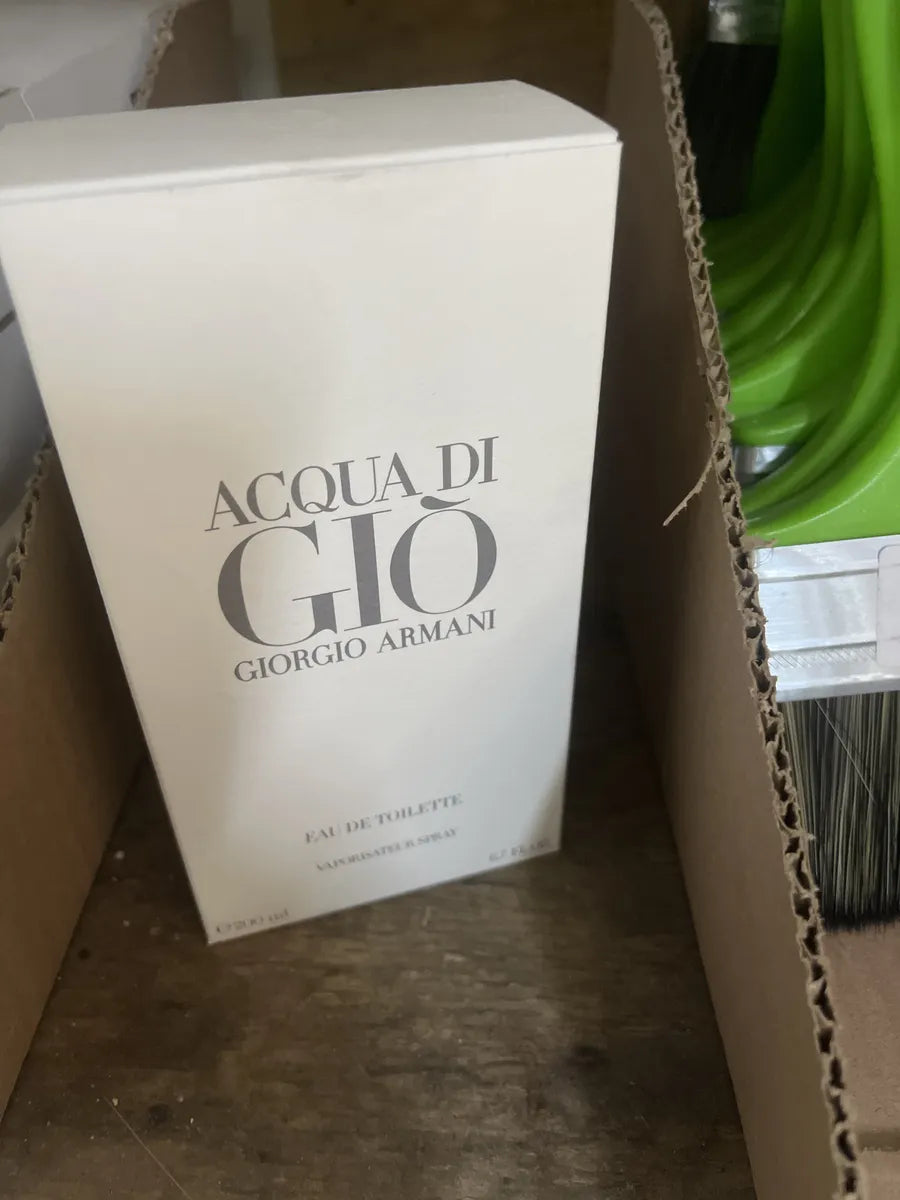 ACQUA DI
GIÒ
GIORGIO ARMANI
EAU DE TOILETTE
VAPORISATEUR SPRAY
200 ml
6.7 FL. OZ.